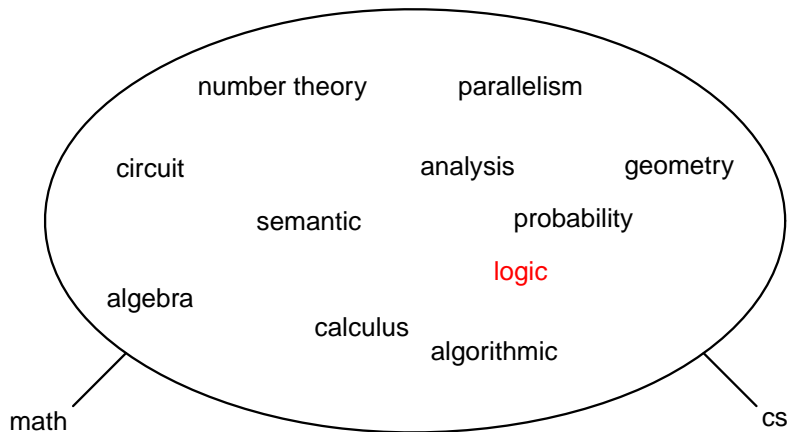 number theory
parallelism
circuit
analysis
geometry
semantic
probability
logic
algebra
calculus
algorithmic
math
cs